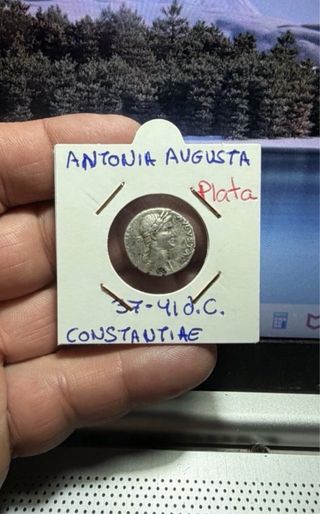 ANTONIA AUGUSTA
Plata
37-41 d.C.
CONSTANTIAE